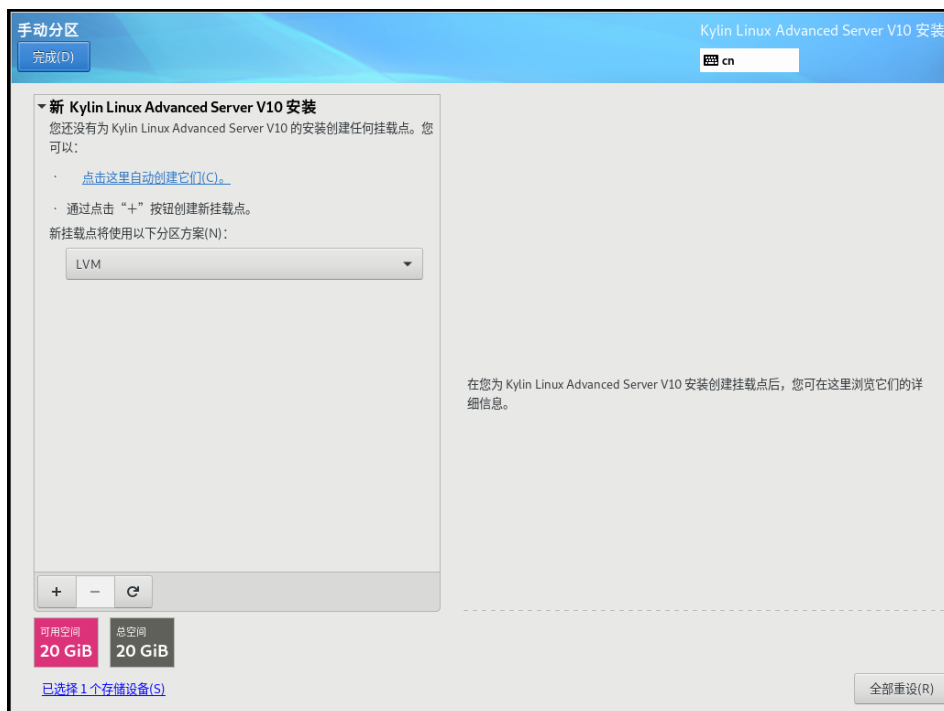 手动分区
Kylin Linux Advanced Server V10 安装
完成(D)
cn
新 Kylin Linux Advanced Server V10 安装
您还没有为 Kylin Linux Advanced Server V10 的安装创建任何挂载点。您
可以：
· 点击这里自动创建它们(C)。
· 通过点击“+”按钮创建新挂载点。
新挂载点将使用以下分区方案(N)：
LVM
在您为 Kylin Linux Advanced Server V10 安装创建挂载点后，您可在这里浏览它们的详
细信息。
+ −
可用空间
20 GiB
总空间
20 GiB
已选择 1 个存储设备(S)
全部重设(R)